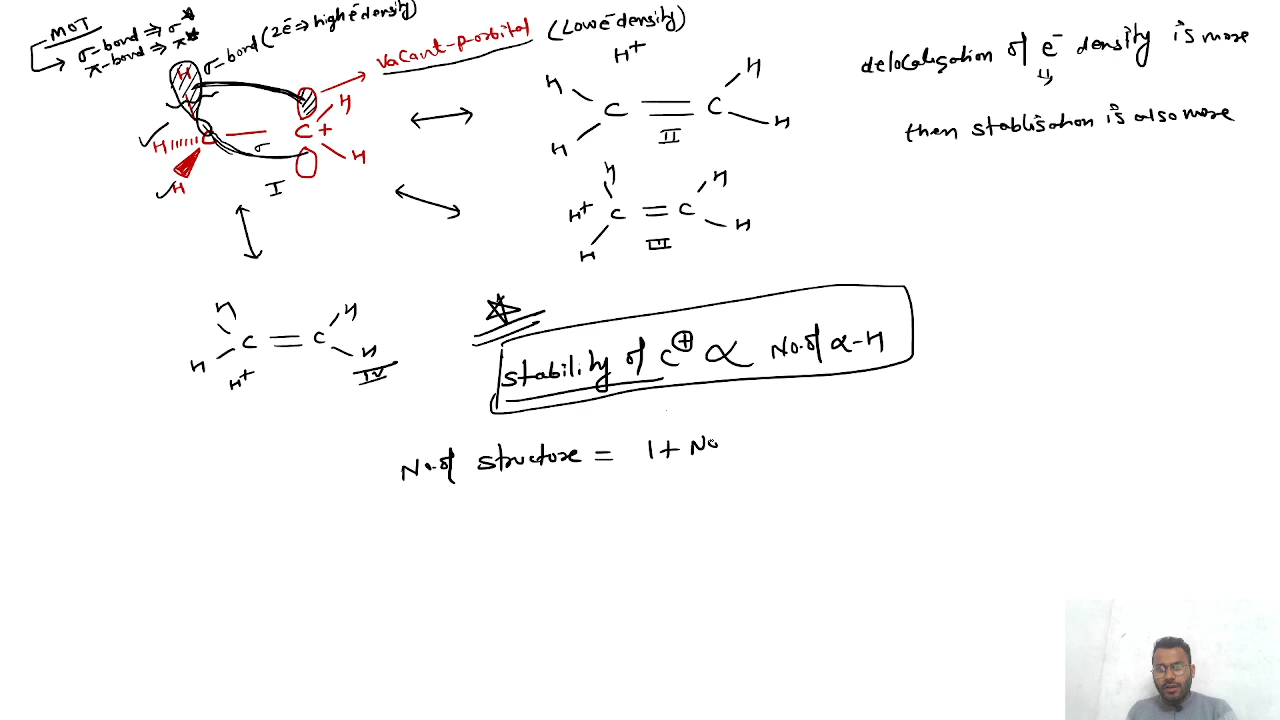 MOT
σ-bond ⇒ σ*
π-bond ⇒ π*
σ-bond (2e⁻ ⇒ high e⁻ density)
Vacant-p-orbital (Low e⁻ density)
H
H C — C + H
H H
σ
I
H⁺
H H
C = C
H H
II
H H
H⁺ C = C
H H
III
H H
C = C
H H
H⁺
IV
delocalisation of e⁻ density is more
⇓
then stablisation is also more
stability of C⊕ ∝ No. of α-H
No. of structure = 1 + No